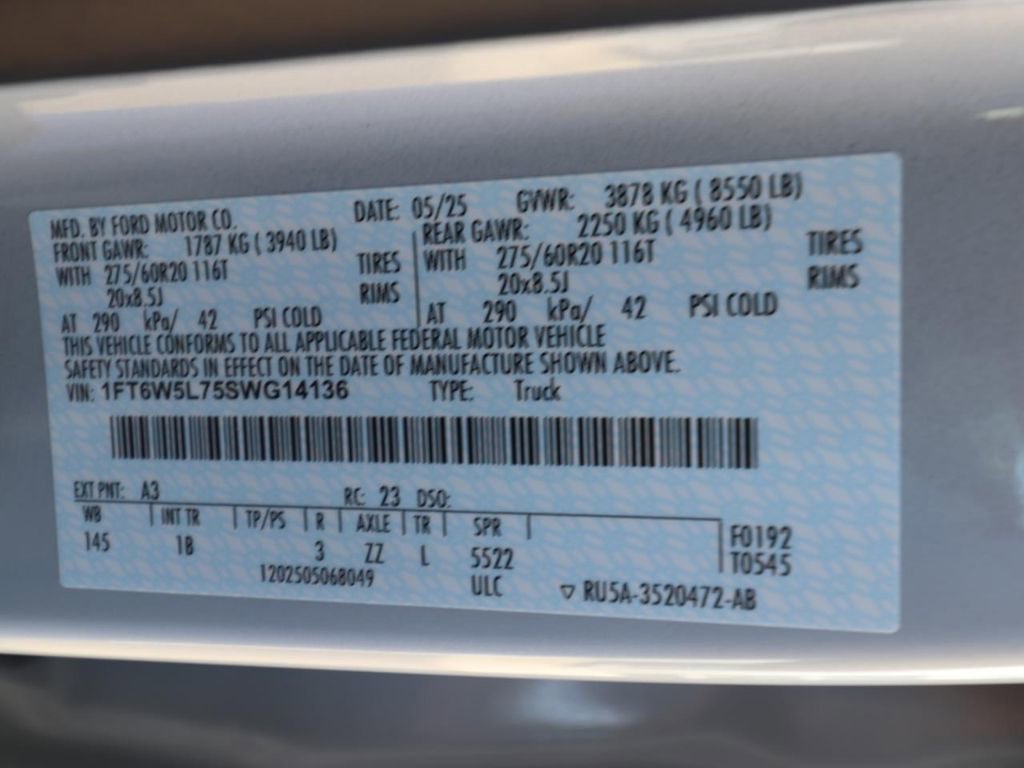 MFD. BY FORD MOTOR CO. DATE: 05/25 GVWR: 3878 KG ( 8550 LB)
FRONT GAWR: 1787 KG ( 3940 LB) REAR GAWR: 2250 KG ( 4960 LB)
WITH 275/60R20 116T TIRES WITH 275/60R20 116T TIRES
20x8.5J RIMS 20x8.5J RIMS
AT 290 kPa/ 42 PSI COLD AT 290 kPa/ 42 PSI COLD
THIS VEHICLE CONFORMS TO ALL APPLICABLE FEDERAL MOTOR VEHICLE
SAFETY STANDARDS IN EFFECT ON THE DATE OF MANUFACTURE SHOWN ABOVE.
VIN: 1FT6W5L75SWG14136 TYPE: Truck
EXT PNT: A3 RC: 23 DSO:
WB INT TR TP/PS R AXLE TR SPR F0192
145 1B 3 ZZ L 5522 T0545
1202505068049 ULC ▽ RU5A-3520472-AB